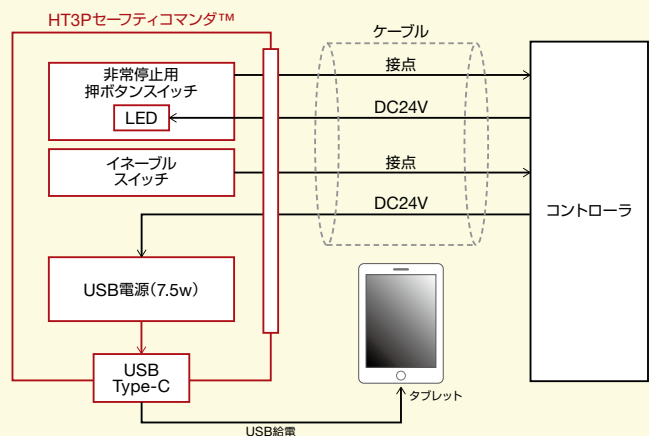 HT3Pセーフティコマンダ™
ケーブル
非常停止用
押ボタンスイッチ
LED
接点
DC24V
イネーブル
スイッチ
接点
DC24V
コントローラ
USB電源(7.5w)
USB
Type-C
タブレット
USB給電